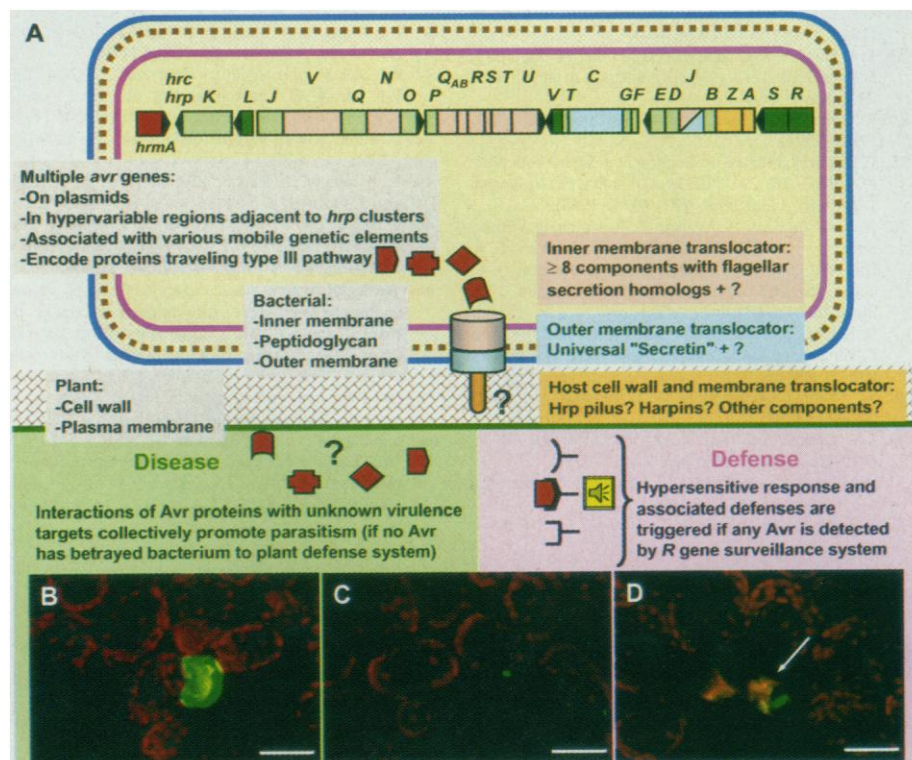 A
hrc
hrp K L J V Q N O P Q_AB R S T U V T C G F E D J B Z A S R
hrmA
Multiple avr genes:
-On plasmids
-In hypervariable regions adjacent to hrp clusters
-Associated with various mobile genetic elements
-Encode proteins traveling type III pathway
Inner membrane translocator:
≥ 8 components with flagellar
secretion homologs + ?
Bacterial:
-Inner membrane
-Peptidoglycan
-Outer membrane
Outer membrane translocator:
Universal "Secretin" + ?
Plant:
-Cell wall
-Plasma membrane
?
Host cell wall and membrane translocator:
Hrp pilus? Harpins? Other components?
Disease
?
Interactions of Avr proteins with unknown virulence
targets collectively promote parasitism (if no Avr
has betrayed bacterium to plant defense system)
Defense
Hypersensitive response and
associated defenses are
triggered if any Avr is detected
by R gene surveillance system
B
C
D